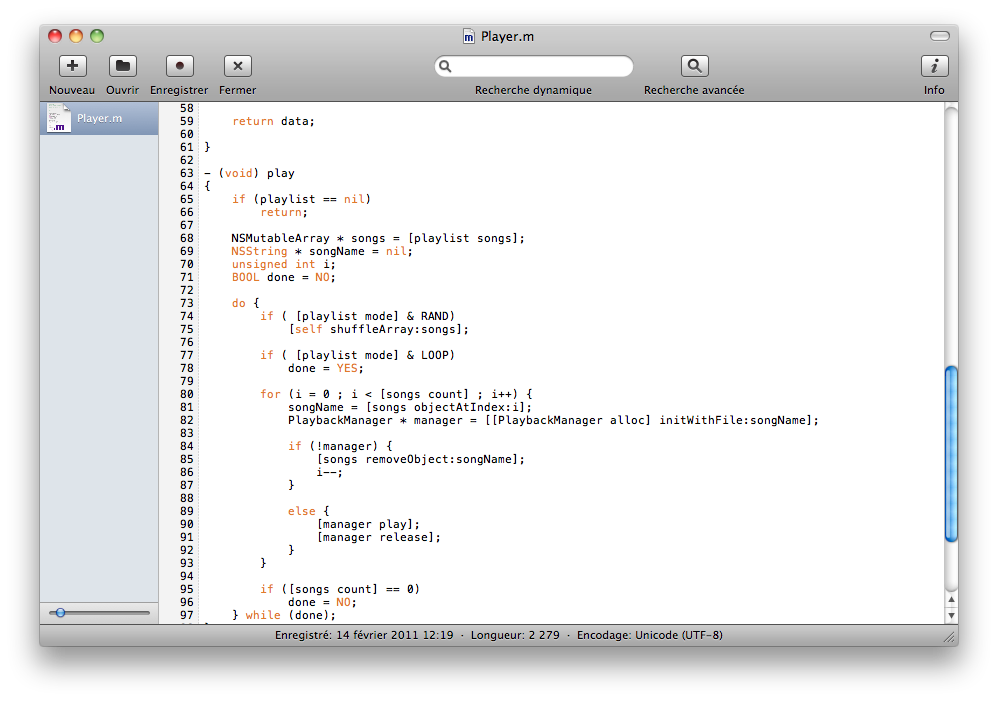 Player.m
Nouveau Ouvrir Enregistrer Fermer Recherche dynamique Recherche avancée Info
Player.m
58
59     return data;
60
61 }
62
63 - (void) play
64 {
65     if (playlist == nil)
66         return;
67
68     NSMutableArray * songs = [playlist songs];
69     NSString * songName = nil;
70     unsigned int i;
71     BOOL done = NO;
72
73     do {
74         if ( [playlist mode] & RAND)
75             [self shuffleArray:songs];
76
77         if ( [playlist mode] & LOOP)
78             done = YES;
79
80         for (i = 0 ; i < [songs count] ; i++) {
81             songName = [songs objectAtIndex:i];
82             PlaybackManager * manager = [[PlaybackManager alloc] initWithFile:songName];
83
84             if (!manager) {
85                 [songs removeObject:songName];
86                 i--;
87             }
88
89             else {
90                 [manager play];
91                 [manager release];
92             }
93         }
94
95         if ([songs count] == 0)
96             done = NO;
97     } while (done);
Enregistré: 14 février 2011 12:19 · Longueur: 2 279 · Encodage: Unicode (UTF-8)